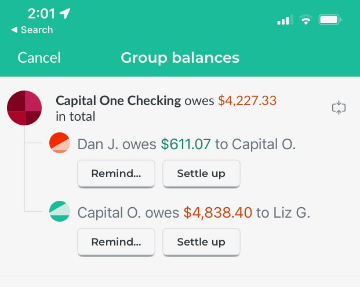 2:01
Search
Cancel Group balances
Capital One Checking owes $4,227.33
in total
Dan J. owes $611.07 to Capital O.
Remind... Settle up
Capital O. owes $4,838.40 to Liz G.
Remind... Settle up